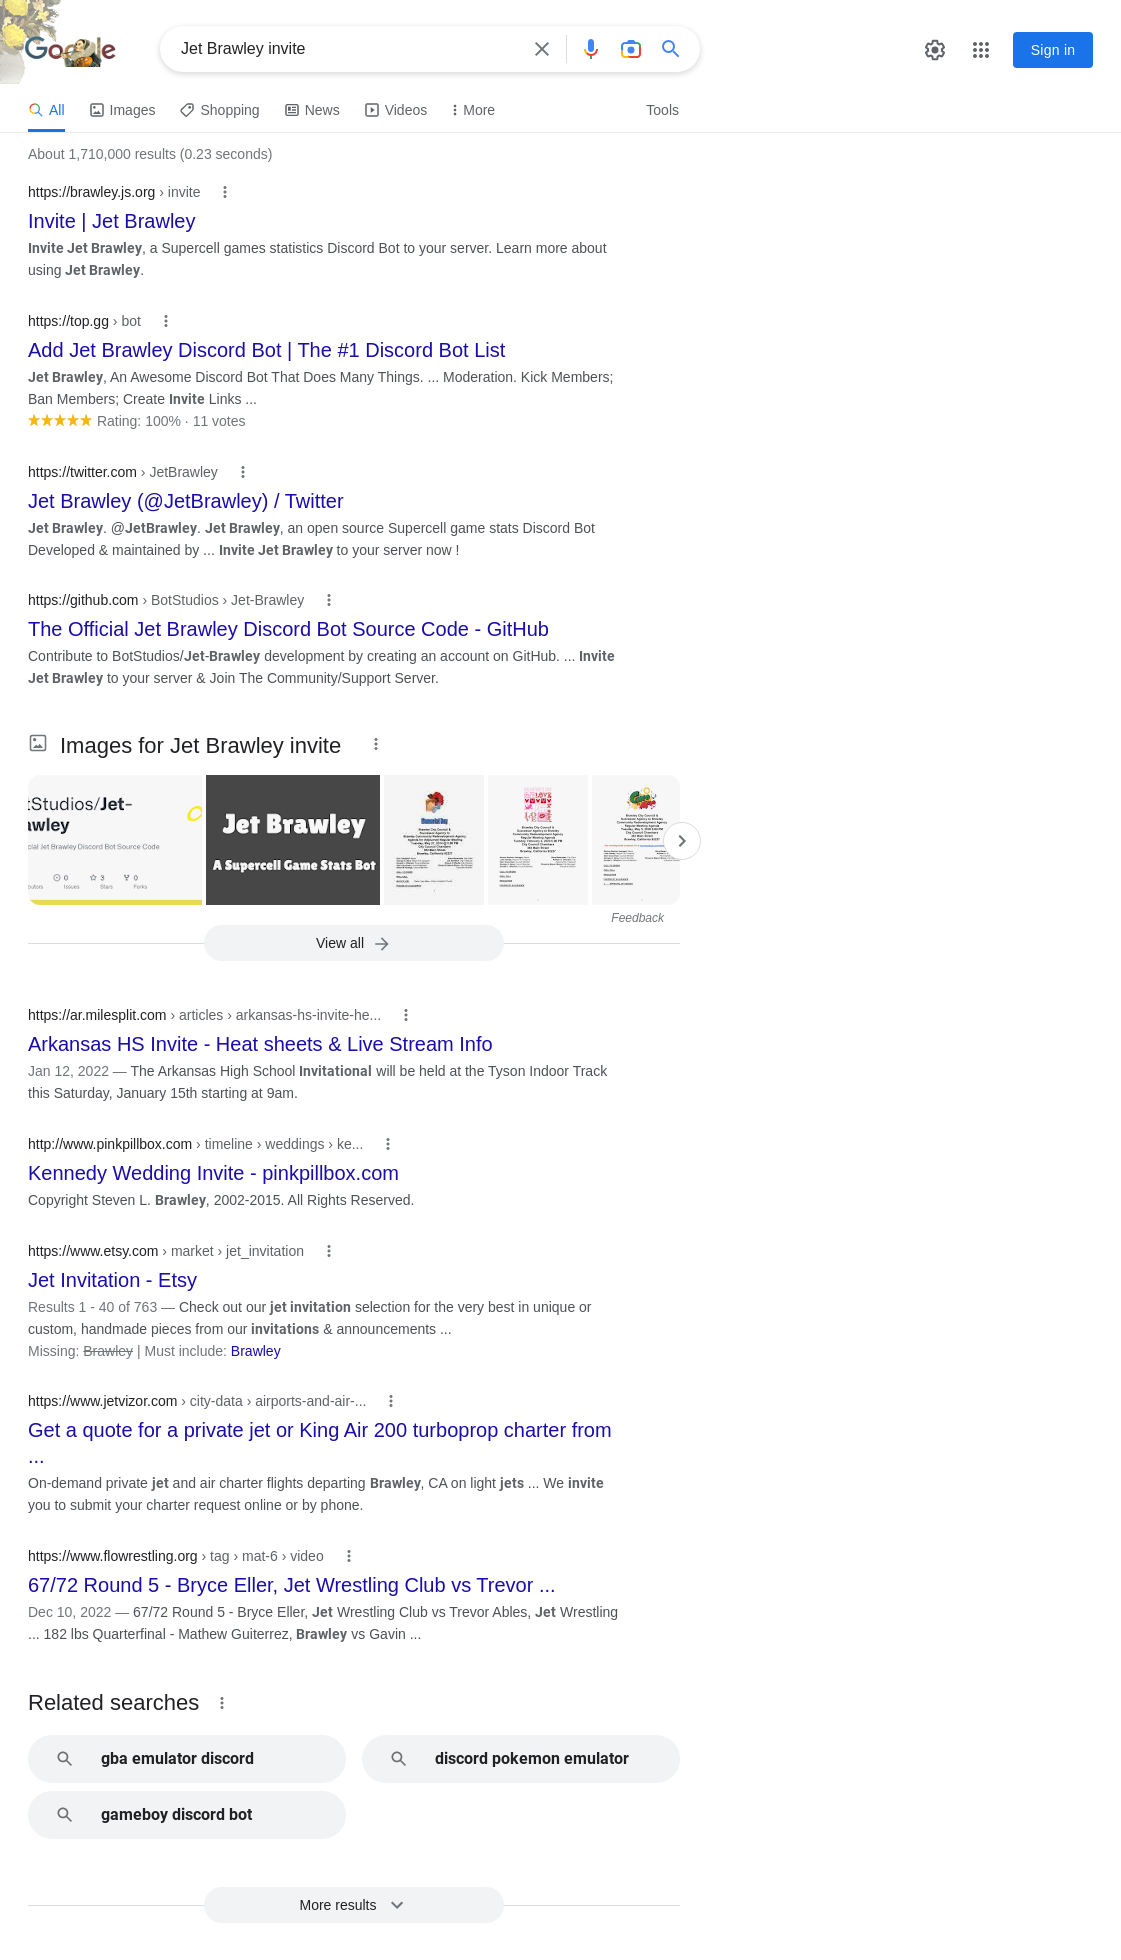 Google
Jet Brawley invite
Sign in
All
Images
Shopping
News
Videos
More
Tools
About 1,710,000 results (0.23 seconds)
https://brawley.js.org › invite
Invite | Jet Brawley
Invite Jet Brawley, a Supercell games statistics Discord Bot to your server. Learn more about
using Jet Brawley.
https://top.gg › bot
Add Jet Brawley Discord Bot | The #1 Discord Bot List
Jet Brawley, An Awesome Discord Bot That Does Many Things. ... Moderation. Kick Members;
Ban Members; Create Invite Links ...
Rating: 100% · 11 votes
https://twitter.com › JetBrawley
Jet Brawley (@JetBrawley) / Twitter
Jet Brawley. @JetBrawley. Jet Brawley, an open source Supercell game stats Discord Bot
Developed & maintained by ... Invite Jet Brawley to your server now !
https://github.com › BotStudios › Jet-Brawley
The Official Jet Brawley Discord Bot Source Code - GitHub
Contribute to BotStudios/Jet-Brawley development by creating an account on GitHub. ... Invite
Jet Brawley to your server & Join The Community/Support Server.
Images for Jet Brawley invite
tStudios/Jet-
awley
cial Jet Brawley Discord Bot Source Code
0 3 0
utors Issues Stars Forks
Jet Brawley
A Supercell Game Stats Bot
Memorial Day
Feedback
View all
https://ar.milesplit.com › articles › arkansas-hs-invite-he...
Arkansas HS Invite - Heat sheets & Live Stream Info
Jan 12, 2022 — The Arkansas High School Invitational will be held at the Tyson Indoor Track
this Saturday, January 15th starting at 9am.
http://www.pinkpillbox.com › timeline › weddings › ke...
Kennedy Wedding Invite - pinkpillbox.com
Copyright Steven L. Brawley, 2002-2015. All Rights Reserved.
https://www.etsy.com › market › jet_invitation
Jet Invitation - Etsy
Results 1 - 40 of 763 — Check out our jet invitation selection for the very best in unique or
custom, handmade pieces from our invitations & announcements ...
Missing: Brawley | Must include: Brawley
https://www.jetvizor.com › city-data › airports-and-air-...
Get a quote for a private jet or King Air 200 turboprop charter from
...
On-demand private jet and air charter flights departing Brawley, CA on light jets ... We invite
you to submit your charter request online or by phone.
https://www.flowrestling.org › tag › mat-6 › video
67/72 Round 5 - Bryce Eller, Jet Wrestling Club vs Trevor ...
Dec 10, 2022 — 67/72 Round 5 - Bryce Eller, Jet Wrestling Club vs Trevor Ables, Jet Wrestling
... 182 lbs Quarterfinal - Mathew Guiterrez, Brawley vs Gavin ...
Related searches
gba emulator discord
discord pokemon emulator
gameboy discord bot
More results